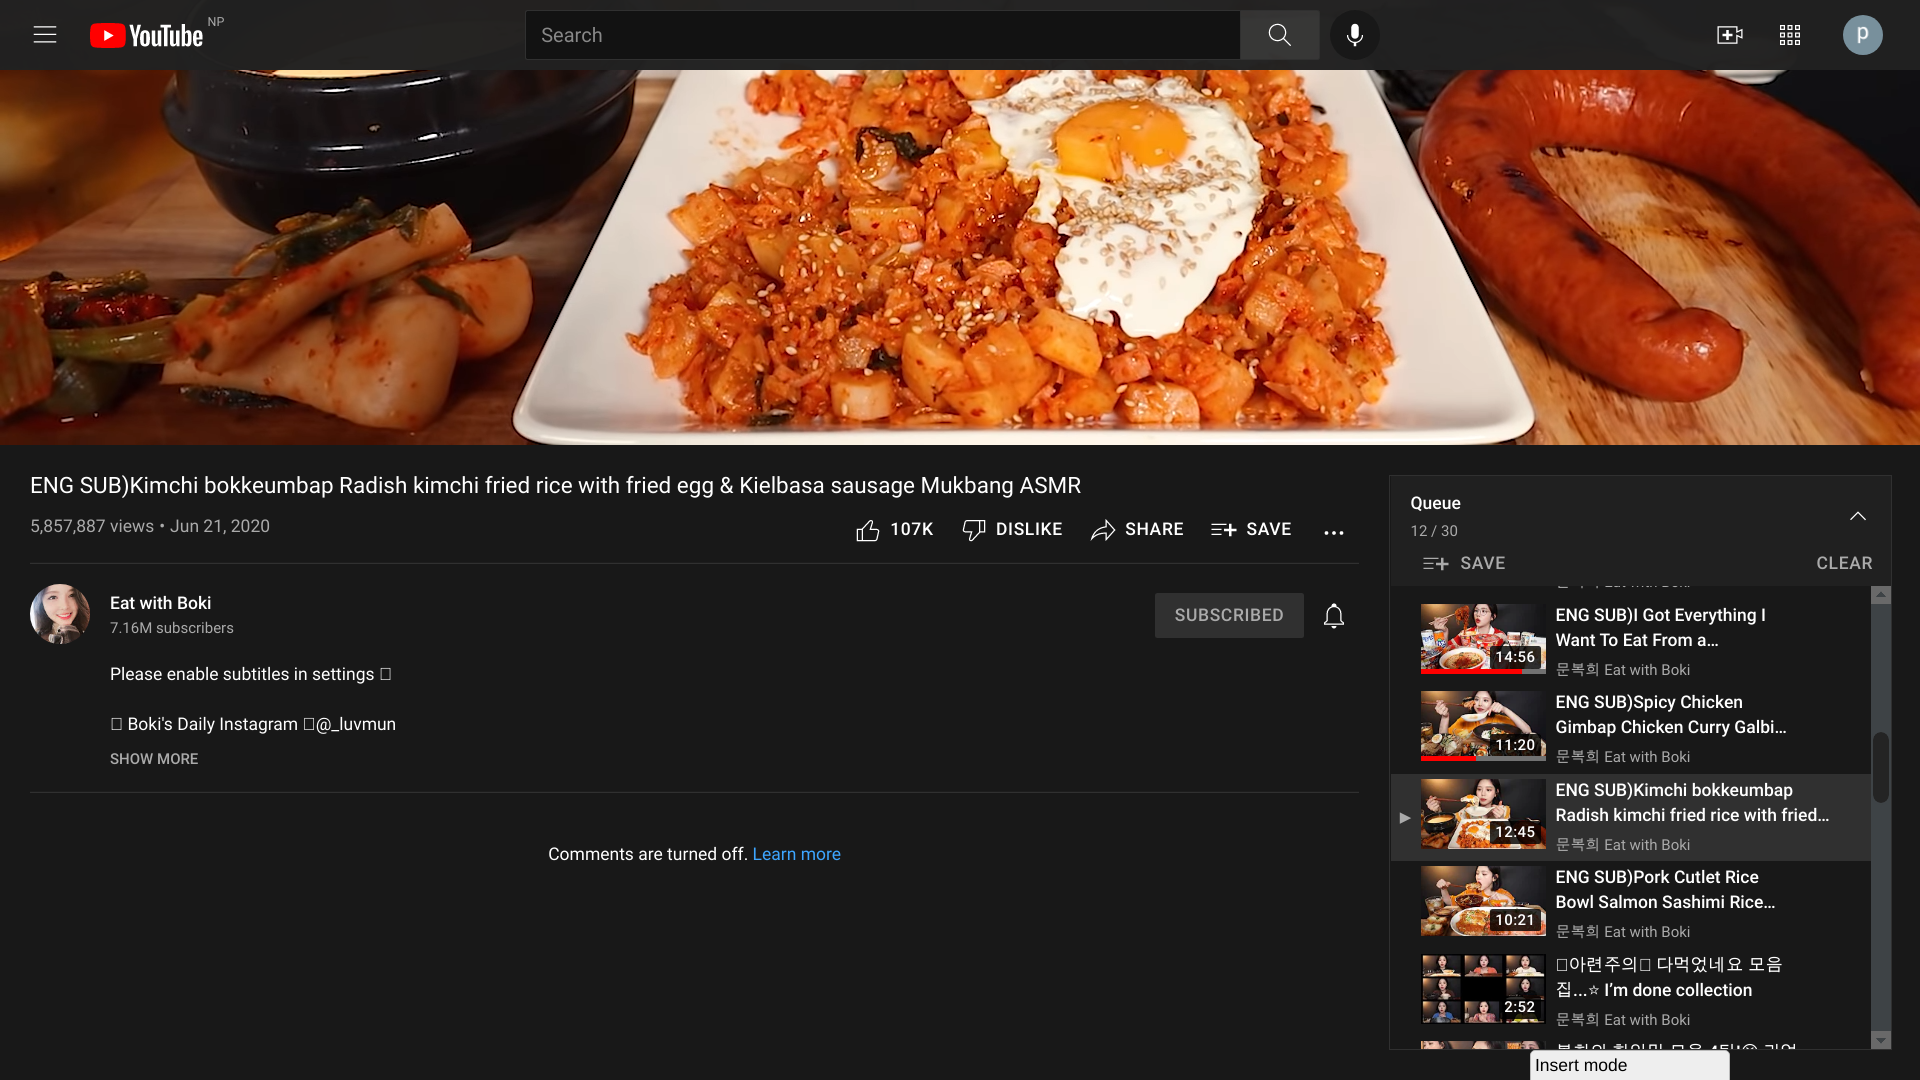 YouTube NP
Search
p
ENG SUB)Kimchi bokkeumbap Radish kimchi fried rice with fried egg & Kielbasa sausage Mukbang ASMR
5,857,887 views • Jun 21, 2020
107K DISLIKE SHARE SAVE ...
Eat with Boki
7.16M subscribers
SUBSCRIBED
Please enable subtitles in settings
Boki's Daily Instagram @_luvmun
SHOW MORE
Comments are turned off. Learn more
Queue
12 / 30
SAVE CLEAR
14:56
ENG SUB)I Got Everything I
Want To Eat From a...
문복희 Eat with Boki
11:20
ENG SUB)Spicy Chicken
Gimbap Chicken Curry Galbi...
문복희 Eat with Boki
12:45
ENG SUB)Kimchi bokkeumbap
Radish kimchi fried rice with fried...
문복희 Eat with Boki
10:21
ENG SUB)Pork Cutlet Rice
Bowl Salmon Sashimi Rice...
문복희 Eat with Boki
2:52
아련주의 다먹었네요 모음
집...☆ I'm done collection
문복희 Eat with Boki
Insert mode